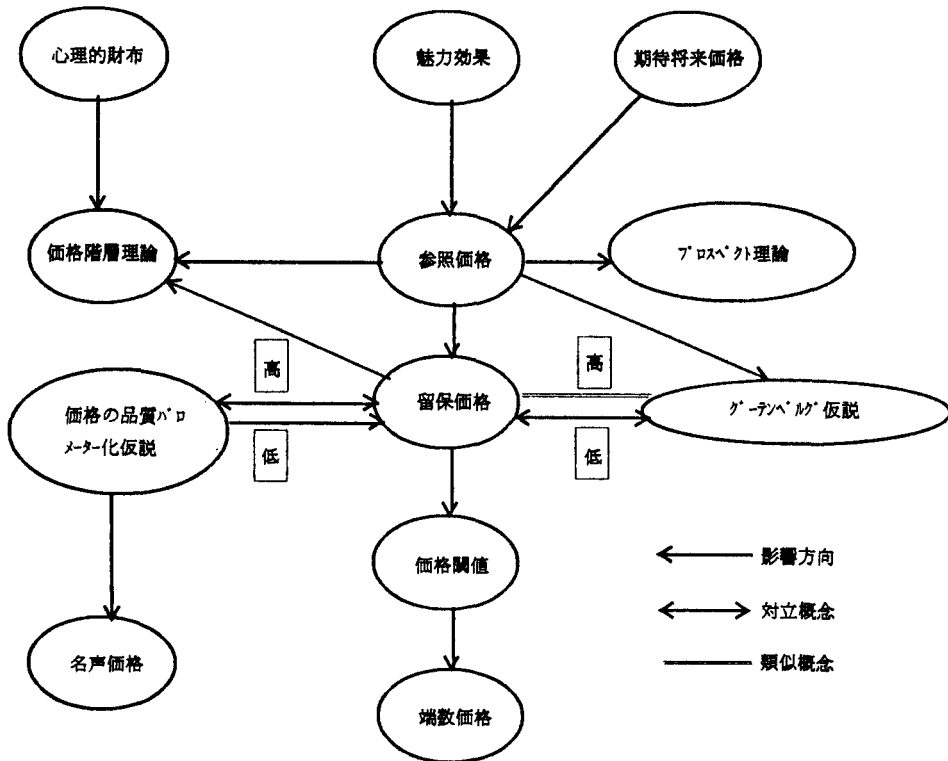 心理的財布
魅力効果
期待将来価格
価格階層理論
参照価格
プロスペクト理論
高
高
留保価格
グーテンベルグ仮説
価格の品質バロ
メーター化仮説
低
低
価格閾値
影響方向
対立概念
名声価格
類似概念
端数価格